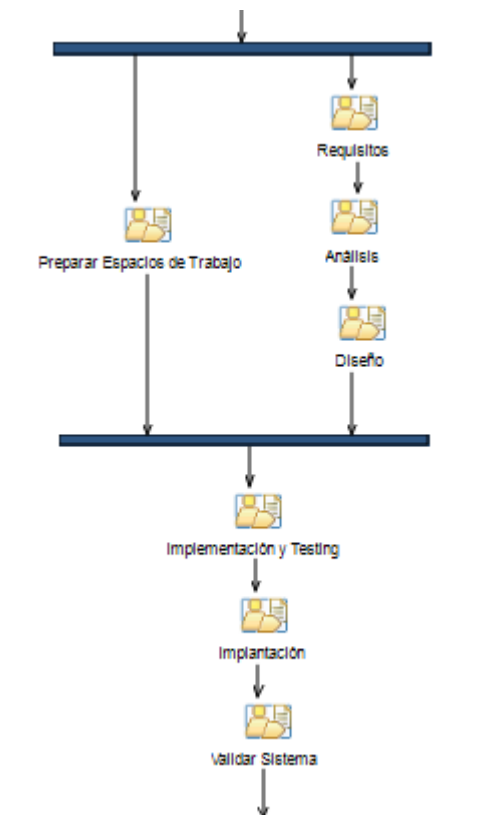 Requisitos
Análisis
Preparar Espacios de Trabajo
Diseño
Implementación y Testing
Implantación
Validar Sistema